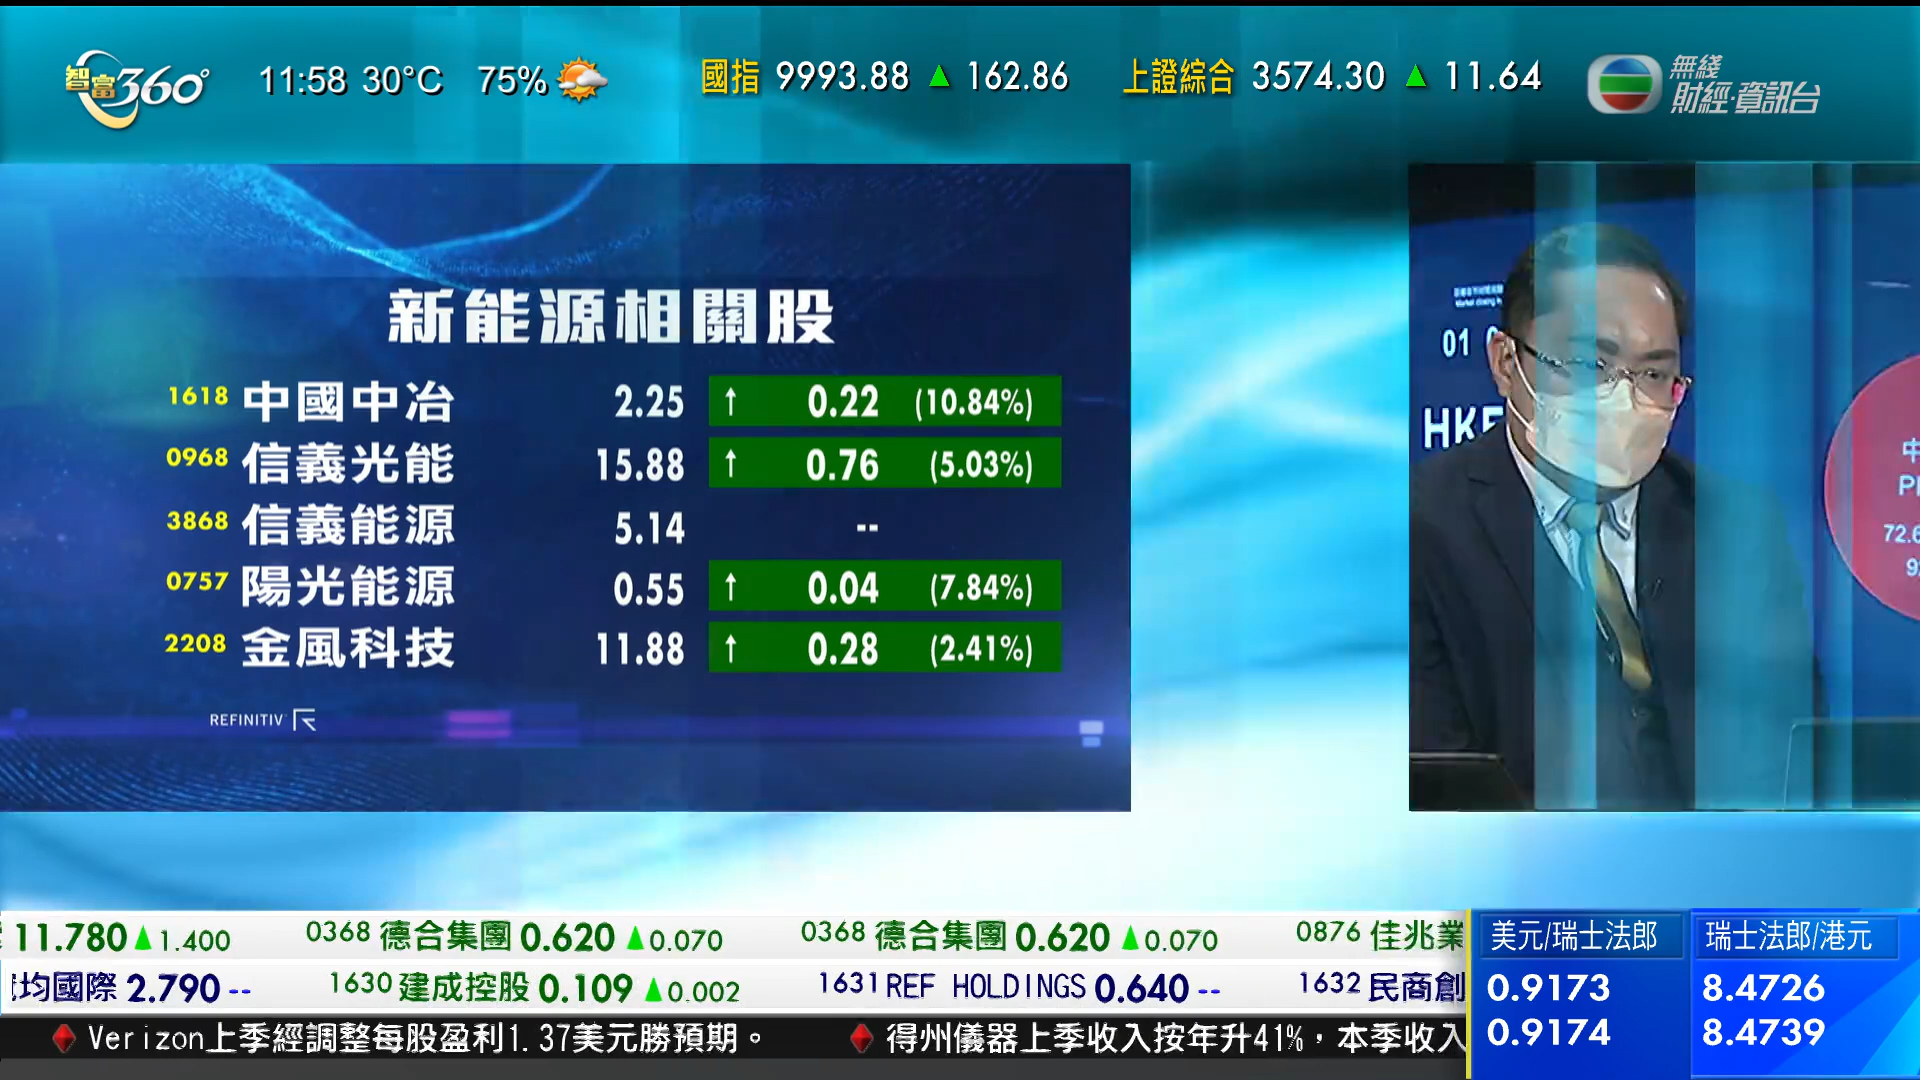 智富360°
11:58 30°C 75%
國指 9993.88 ▲ 162.86
上證綜合 3574.30 ▲ 11.64
無綫
財經·資訊台
新能源相關股
1618 中國中冶 2.25 ↑ 0.22 (10.84%)
0968 信義光能 15.88 ↑ 0.76 (5.03%)
3868 信義能源 5.14 --
0757 陽光能源 0.55 ↑ 0.04 (7.84%)
2208 金風科技 11.88 ↑ 0.28 (2.41%)
REFINITIV
01
HKE
中
72.6
11.780 ▲ 1.400 0368 德合集團 0.620 ▲ 0.070 0368 德合集團 0.620 ▲ 0.070 0876 佳兆業
均國際 2.790 -- 1630 建成控股 0.109 ▲ 0.002 1631 REF HOLDINGS 0.640 -- 1632 民商創
Verizon上季經調整每股盈利1.37美元勝預期。 得州儀器上季收入按年升41%，本季收入
美元/瑞士法郎
0.9173
0.9174
瑞士法郎/港元
8.4726
8.4739